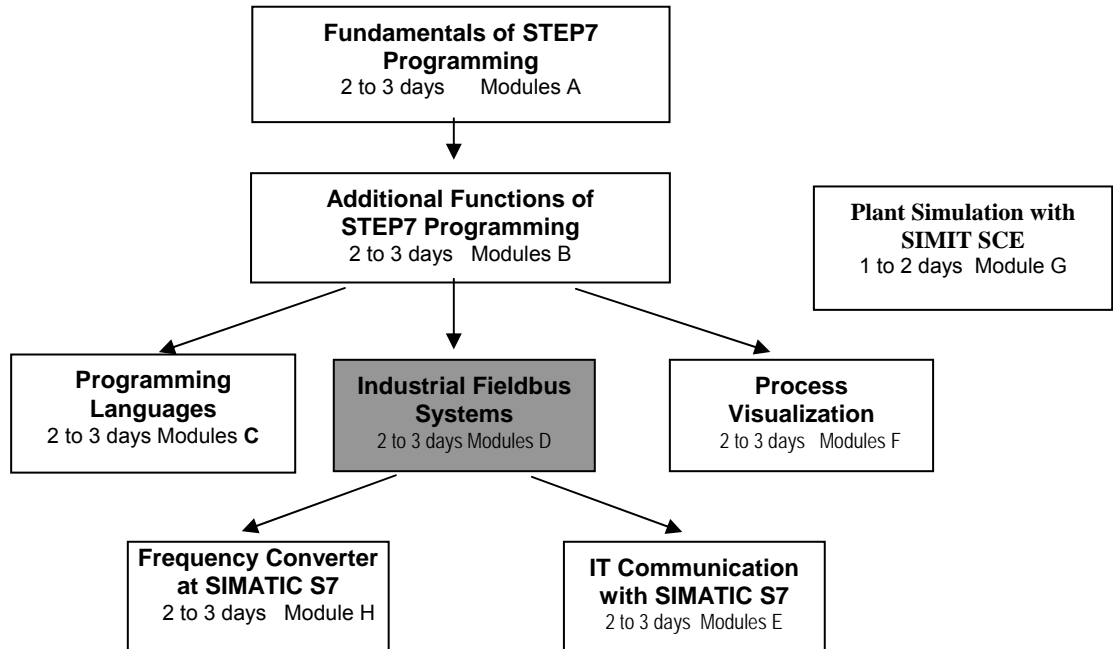 Fundamentals of STEP7
Programming
2 to 3 days Modules A
Additional Functions of
STEP7 Programming
2 to 3 days Modules B
Plant Simulation with
SIMIT SCE
1 to 2 days Module G
Programming
Languages
2 to 3 days Modules C
Industrial Fieldbus
Systems
2 to 3 days Modules D
Process
Visualization
2 to 3 days Modules F
Frequency Converter
at SIMATIC S7
2 to 3 days Module H
IT Communication
with SIMATIC S7
2 to 3 days Modules E